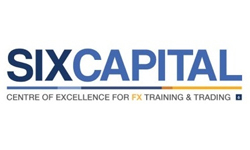 SIXCAPITAL
CENTRE OF EXCELLENCE FOR FX TRAINING & TRADING